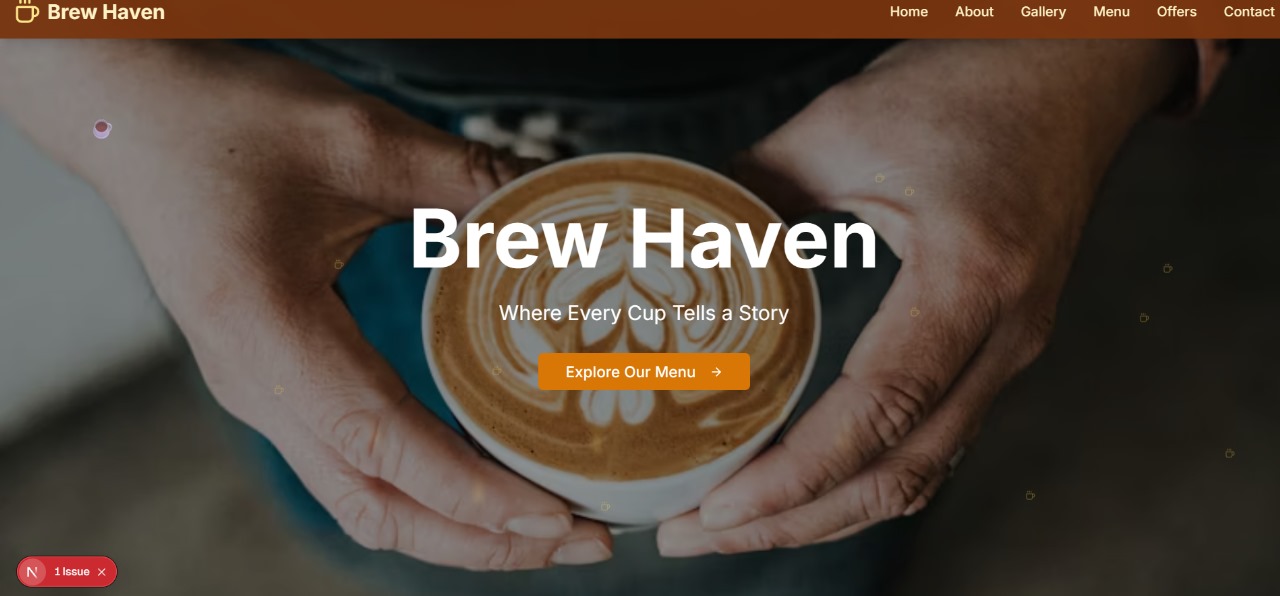 Brew Haven
Home About Gallery Menu Offers Contact
Brew Haven
Where Every Cup Tells a Story
Explore Our Menu →
N 1 Issue ×